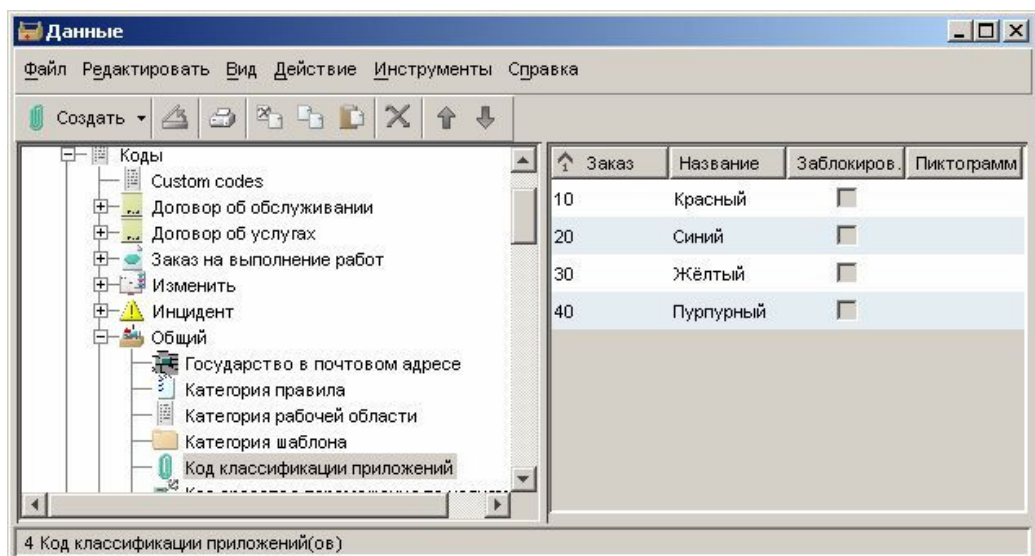 Данные
Файл Редактировать Вид Действие Инструменты Справка
Создать
Коды
Custom codes
Договор об обслуживании
Договор об услугах
Заказ на выполнение работ
Изменить
Инцидент
Общий
Государство в почтовом адресе
Категория правила
Категория рабочей области
Категория шаблона
Код классификации приложений
1 Заказ Название Заблокиров. Пиктограмм
10 Красный
20 Синий
30 Жёлтый
40 Пурпурный
4 Код классификации приложений(ов)